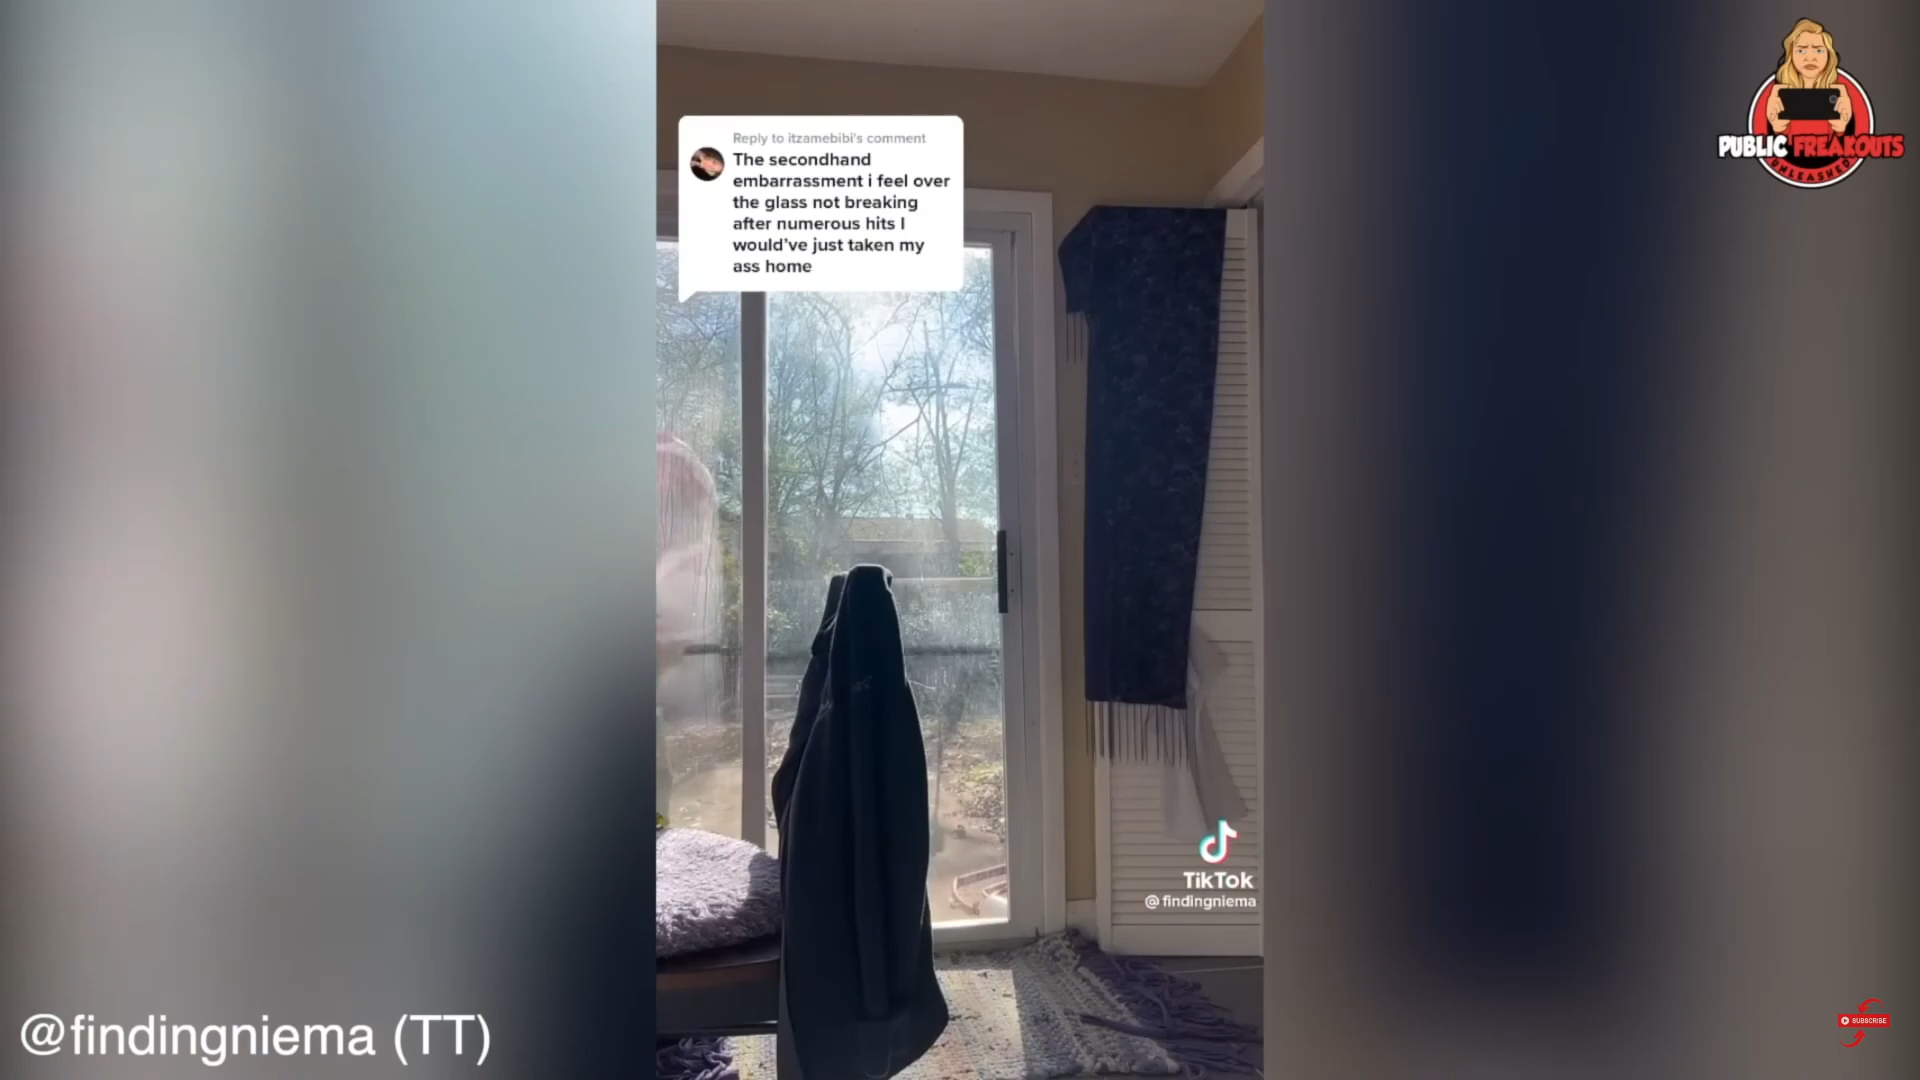 Reply to itzamebibi's comment
The secondhand
embarrassment i feel over
the glass not breaking
after numerous hits I
would've just taken my
ass home
PUBLIC FREAKOUTS
UNLEASHED
TikTok
@findingniema
@findingniema (TT)
SUBSCRIBE